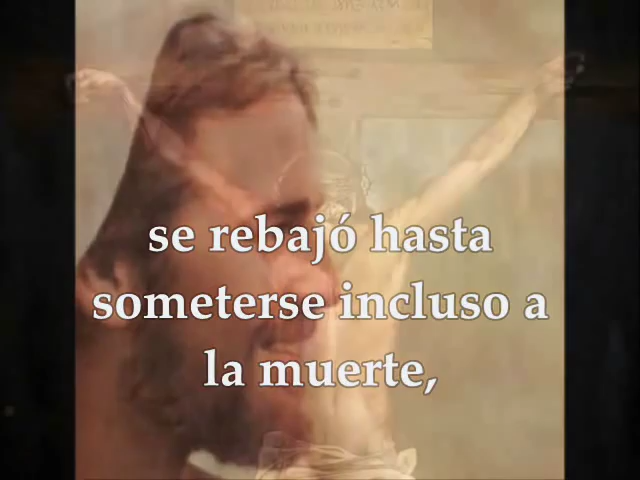 se rebajó hasta
someterse incluso a
la muerte,